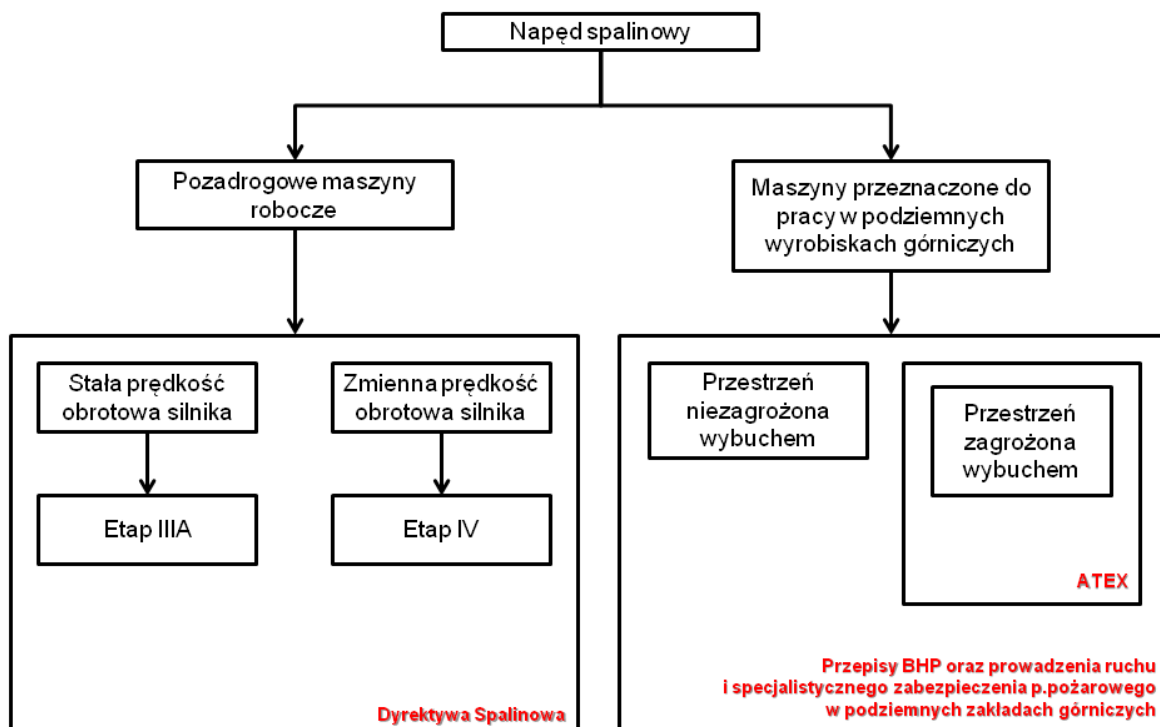 Napęd spalinowy
Pozadrogowe maszyny
robocze
Maszyny przeznaczone do
pracy w podziemnych
wyrobiskach górniczych
Stała prędkość
obrotowa silnika
Zmienna prędkość
obrotowa silnika
Etap IIIA
Etap IV
Dyrektywa Spalinowa
Przestrzeń
niezagrożona
wybuchem
Przestrzeń
zagrożona
wybuchem
ATEX
Przepisy BHP oraz prowadzenia ruchu
i specjalistycznego zabezpieczenia p.pożarowego
w podziemnych zakładach górniczych